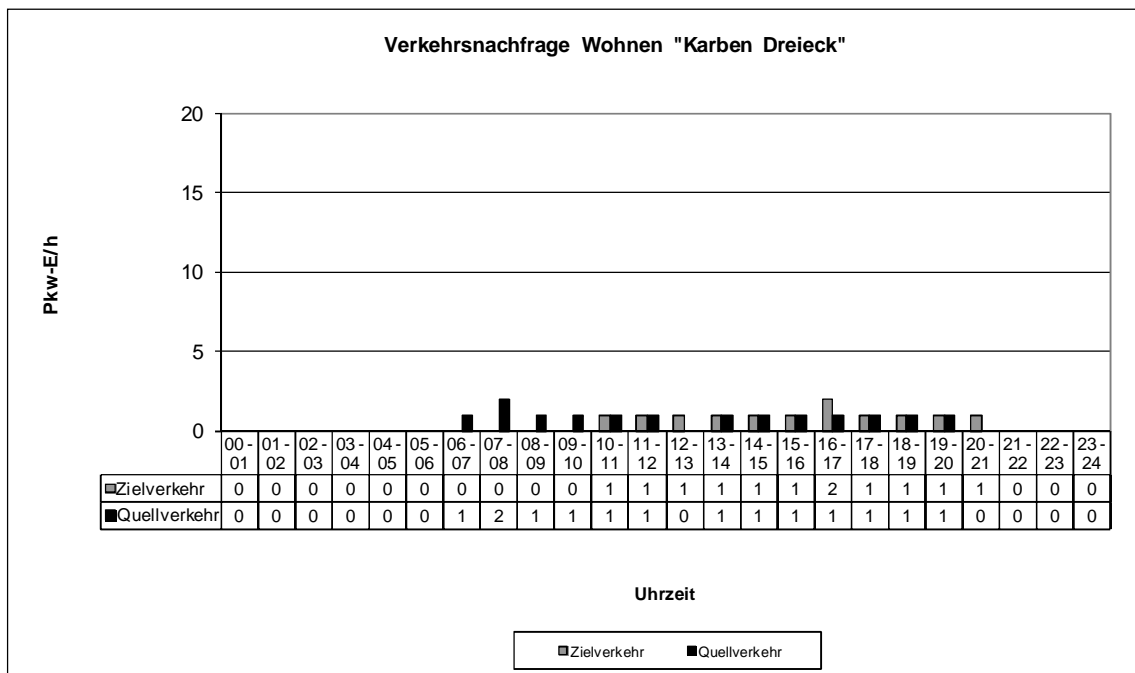 Verkehrsnachfrage Wohnen "Karben Dreieck"
Pkw-E/h
20
15
10
5
0
00 - 01 - 02 - 03 - 04 - 05 - 06 - 07 - 08 - 09 - 10 - 11 - 12 - 13 - 14 - 15 - 16 - 17 - 18 - 19 - 20 - 21 - 22 - 23 -
01 02 03 04 05 06 07 08 09 10 11 12 13 14 15 16 17 18 19 20 21 22 23 24
Zielverkehr 0 0 0 0 0 0 0 0 0 0 1 1 1 1 1 1 2 1 1 1 1 0 0 0
Quellverkehr 0 0 0 0 0 0 1 2 1 1 1 1 0 1 1 1 1 1 1 1 0 0 0 0
Uhrzeit
Zielverkehr Quellverkehr